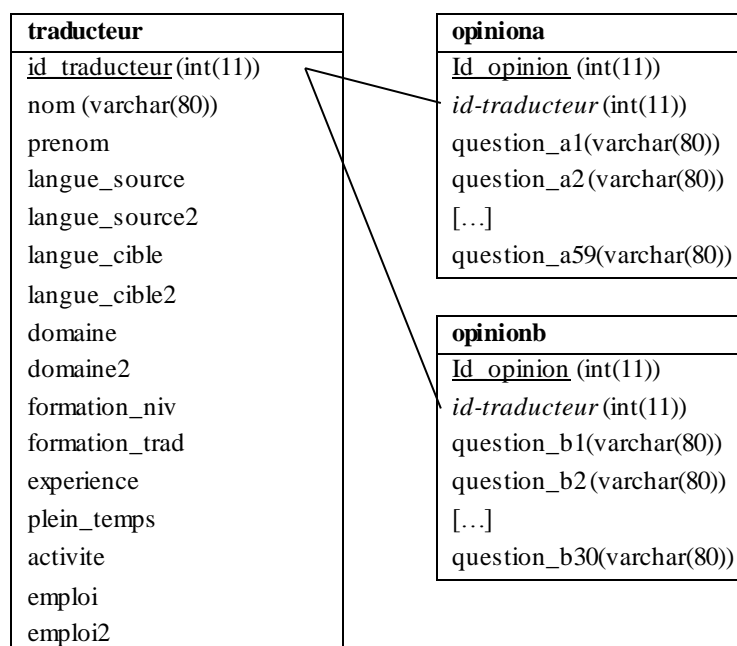 traducteur
id_traducteur (int(11))
nom (varchar(80))
prenom
langue_source
langue_source2
langue_cible
langue_cible2
domaine
domaine2
formation_niv
formation_trad
experience
plein_temps
activite
emploi
emploi2
opiniona
Id_opinion (int(11))
id-traducteur (int(11))
question_a1(varchar(80))
question_a2 (varchar(80))
[…]
question_a59(varchar(80))
opinionb
Id_opinion (int(11))
id-traducteur (int(11))
question_b1(varchar(80))
question_b2 (varchar(80))
[…]
question_b30(varchar(80))